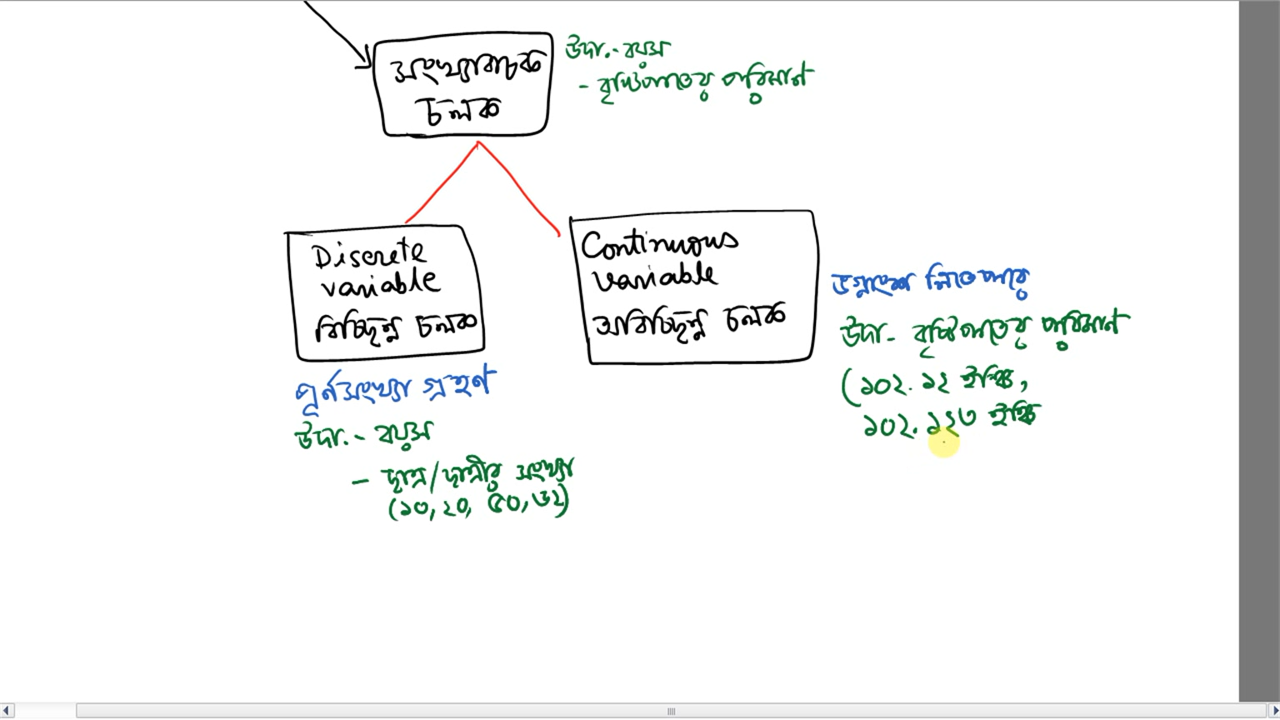 সংখ্যাবাচক
চলক
উদা.- বয়স
- বৃষ্টিপাতের পরিমাণ
Discrete
variable
বিচ্ছিন্ন চলক
পূর্ণসংখ্যা গ্রহণ
উদা.- বয়স
- ছাত্র/ছাত্রীর সংখ্যা
(১০, ২০, ৫০, ৩২)
Continuous
variable
অবিচ্ছিন্ন চলক
ভগ্নাংশ নিতে পারে
উদা- বৃষ্টিপাতের পরিমাণ
(১০২.১২ ইঞ্চি,
১০২.১২৩ ইঞ্চি